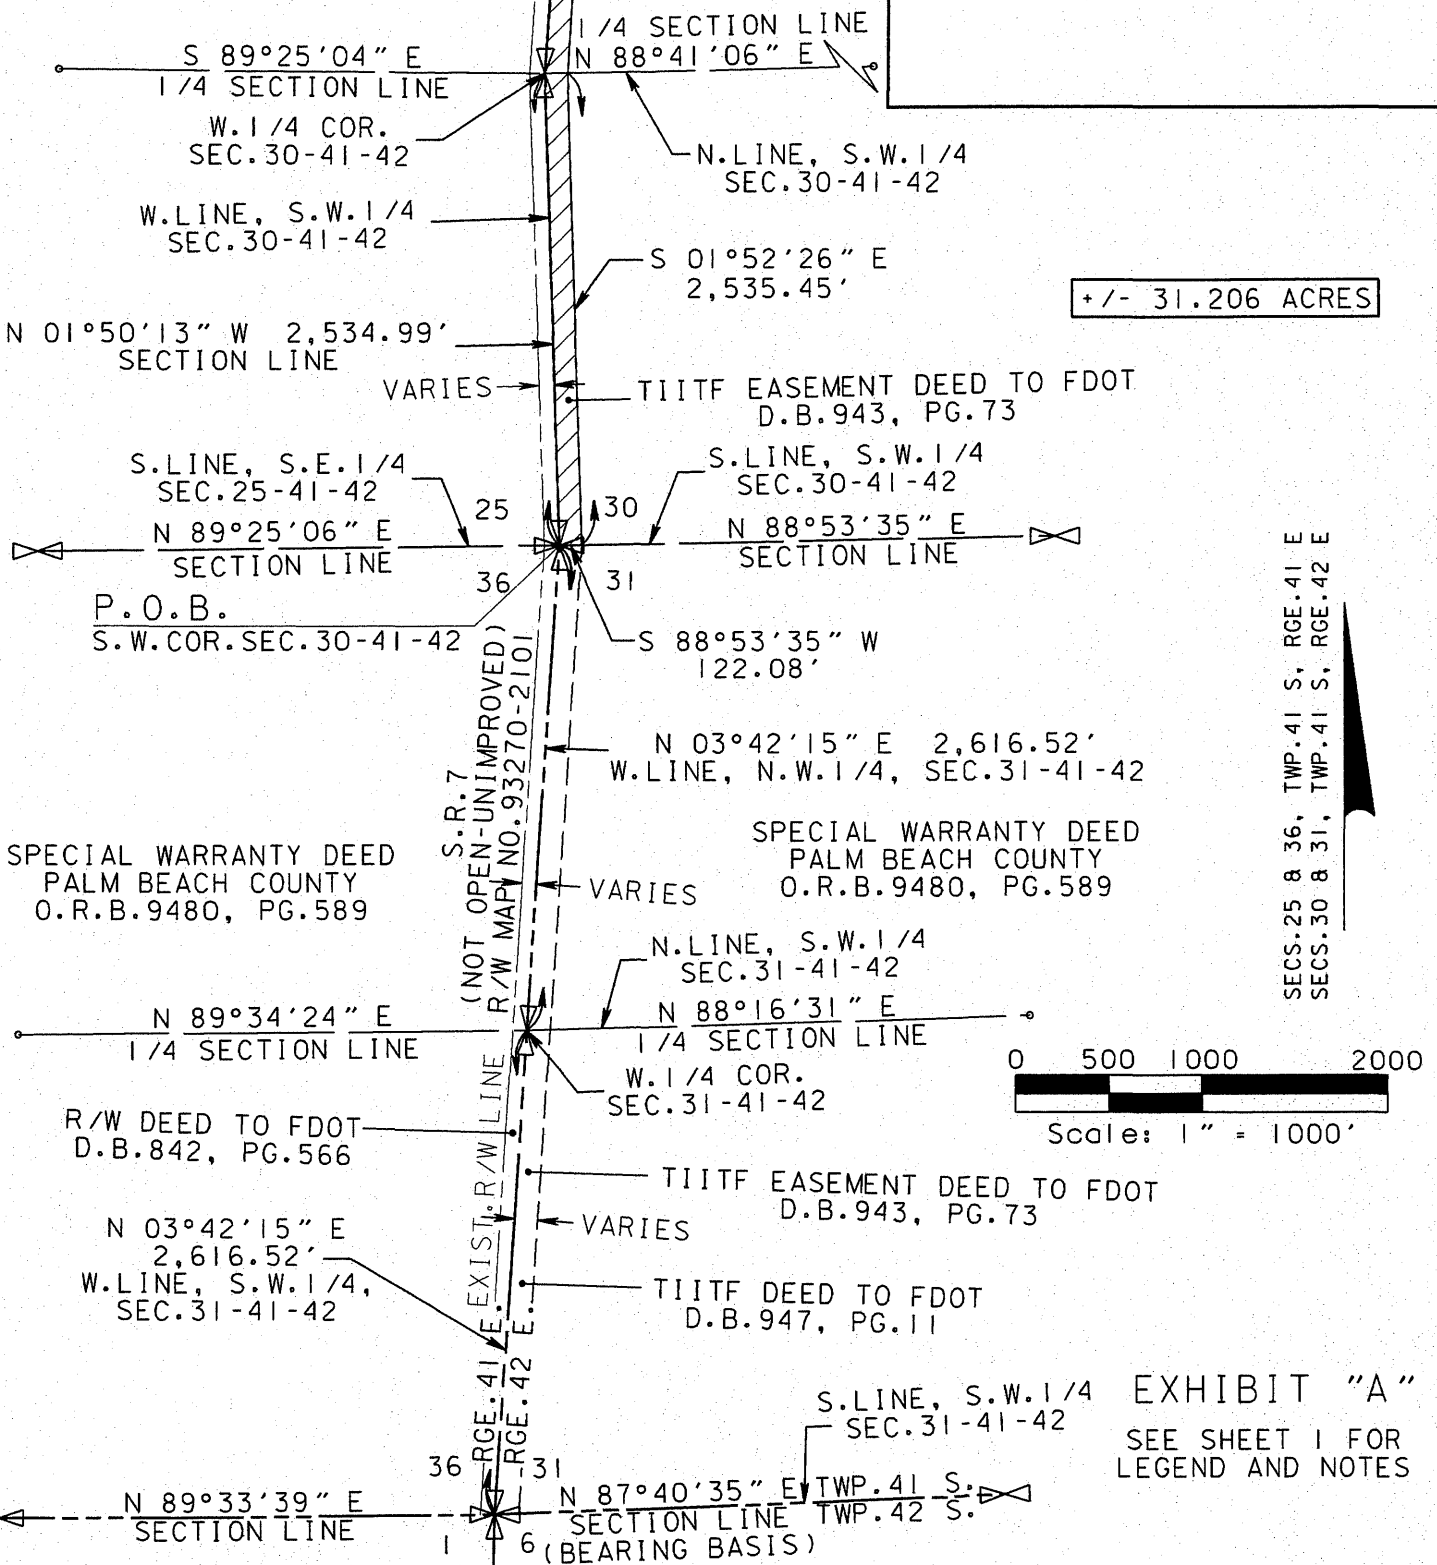 1/4 SECTION LINE
S 89°25'04" E
N 88°41'06" E
1/4 SECTION LINE
W.1/4 COR.
SEC.30-41-42
N.LINE, S.W.1/4
SEC.30-41-42
W.LINE, S.W.1/4
SEC.30-41-42
S 01°52'26" E
2,535.45'
+/- 31.206 ACRES
N 01°50'13" W 2,534.99'
SECTION LINE
VARIES
TIITF EASEMENT DEED TO FDOT
D.B.943, PG.73
S.LINE, S.E.1/4
SEC.25-41-42
S.LINE, S.W.1/4
SEC.30-41-42
25
30
N 89°25'06" E
SECTION LINE
N 88°53'35" E
SECTION LINE
36
31
P.O.B.
S.W.COR.SEC.30-41-42
S 88°53'35" W
122.08'
S.R.7
(NOT OPEN-UNIMPROVED)
R/W MAP NO.93270-2101
N 03°42'15" E 2,616.52'
W.LINE, N.W.1/4, SEC.31-41-42
SECS.25 & 36, TWP.41 S, RGE.41 E
SECS.30 & 31, TWP.41 S, RGE.42 E
SPECIAL WARRANTY DEED
PALM BEACH COUNTY
O.R.B.9480, PG.589
SPECIAL WARRANTY DEED
PALM BEACH COUNTY
O.R.B.9480, PG.589
VARIES
N.LINE, S.W.1/4
SEC.31-41-42
N 89°34'24" E
1/4 SECTION LINE
N 88°16'31" E
1/4 SECTION LINE
W.1/4 COR.
SEC.31-41-42
0 500 1000 2000
Scale: 1" = 1000'
R/W DEED TO FDOT
D.B.842, PG.566
EXIST.R/W LINE
TIITF EASEMENT DEED TO FDOT
D.B.943, PG.73
VARIES
N 03°42'15" E
2,616.52'
W.LINE, S.W.1/4,
SEC.31-41-42
TIITF DEED TO FDOT
D.B.947, PG.11
RGE.41 E.
RGE.42 E.
S.LINE, S.W.1/4
SEC.31-41-42
EXHIBIT "A"
SEE SHEET 1 FOR
LEGEND AND NOTES
36
31
N 89°33'39" E
SECTION LINE
N 87°40'35" E
SECTION LINE
(BEARING BASIS)
TWP.41 S.
TWP.42 S.
1
6